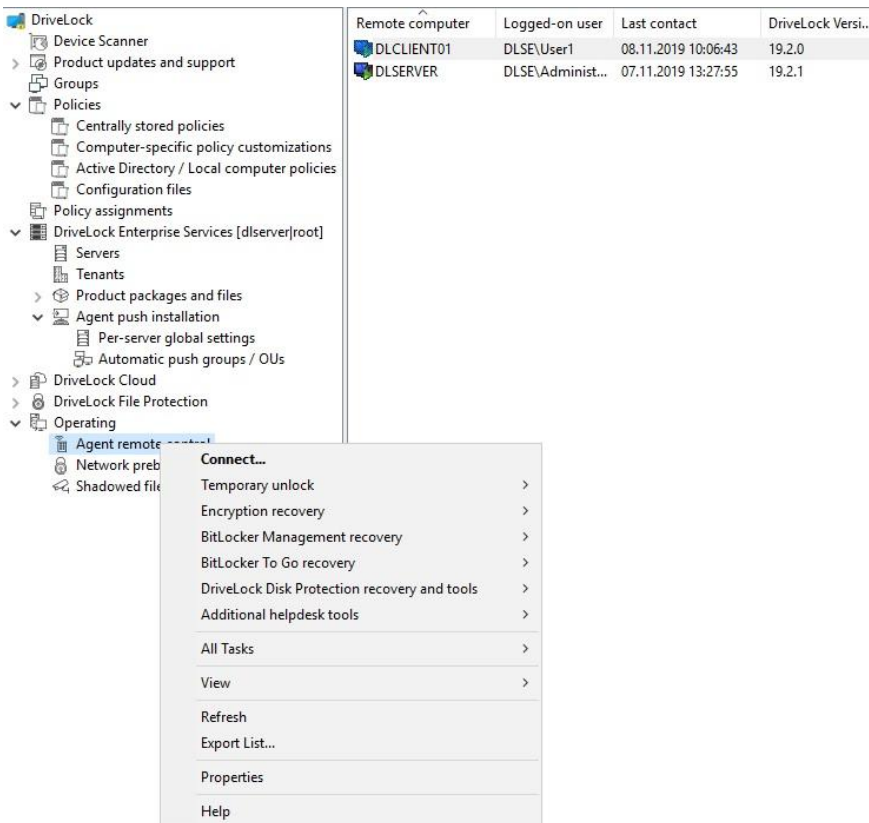 DriveLock
Device Scanner
Product updates and support
Groups
Policies
Centrally stored policies
Computer-specific policy customizations
Active Directory / Local computer policies
Configuration files
Policy assignments
DriveLock Enterprise Services [dlserver|root]
Servers
Tenants
Product packages and files
Agent push installation
Per-server global settings
Automatic push groups / OUs
DriveLock Cloud
DriveLock File Protection
Operating
Agent remote control
Network preb
Shadowed file
Remote computer Logged-on user Last contact DriveLock Versi...
DLCLIENT01 DLSE\User1 08.11.2019 10:06:43 19.2.0
DLSERVER DLSE\Administ... 07.11.2019 13:27:55 19.2.1
Connect...
Temporary unlock
Encryption recovery
BitLocker Management recovery
BitLocker To Go recovery
DriveLock Disk Protection recovery and tools
Additional helpdesk tools
All Tasks
View
Refresh
Export List...
Properties
Help